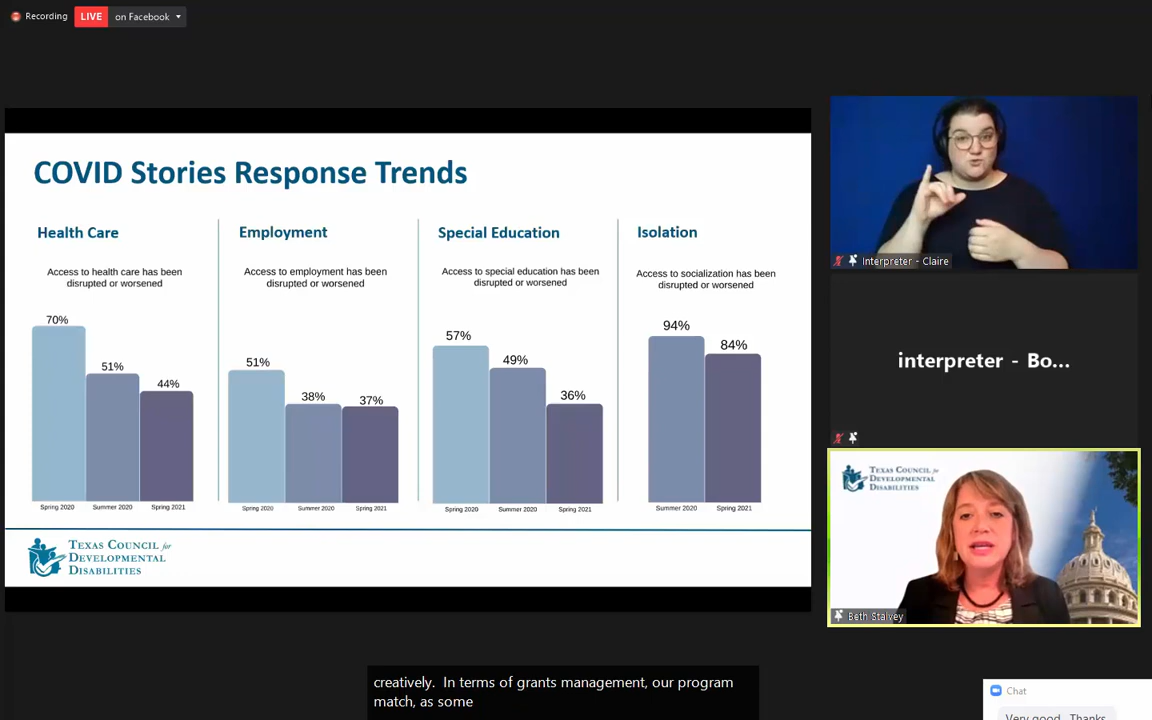 Recording
LIVE on Facebook
COVID Stories Response Trends
Health Care
Access to health care has been
disrupted or worsened
70%
51%
44%
Spring 2020 Summer 2020 Spring 2021
Employment
Access to employment has been
disrupted or worsened
51%
38%
37%
Spring 2020 Summer 2020 Spring 2021
Special Education
Access to special education has been
disrupted or worsened
57%
49%
36%
Spring 2020 Summer 2020 Spring 2021
Isolation
Access to socialization has been
disrupted or worsened
94%
84%
Summer 2020 Spring 2021
TEXAS COUNCIL for
DEVELOPMENTAL
DISABILITIES
Interpreter - Claire
interpreter - Bo...
TEXAS COUNCIL for
DEVELOPMENTAL
DISABILITIES
Beth Stalvey
creatively. In terms of grants management, our program
match, as some
Chat
Very good. Thanks